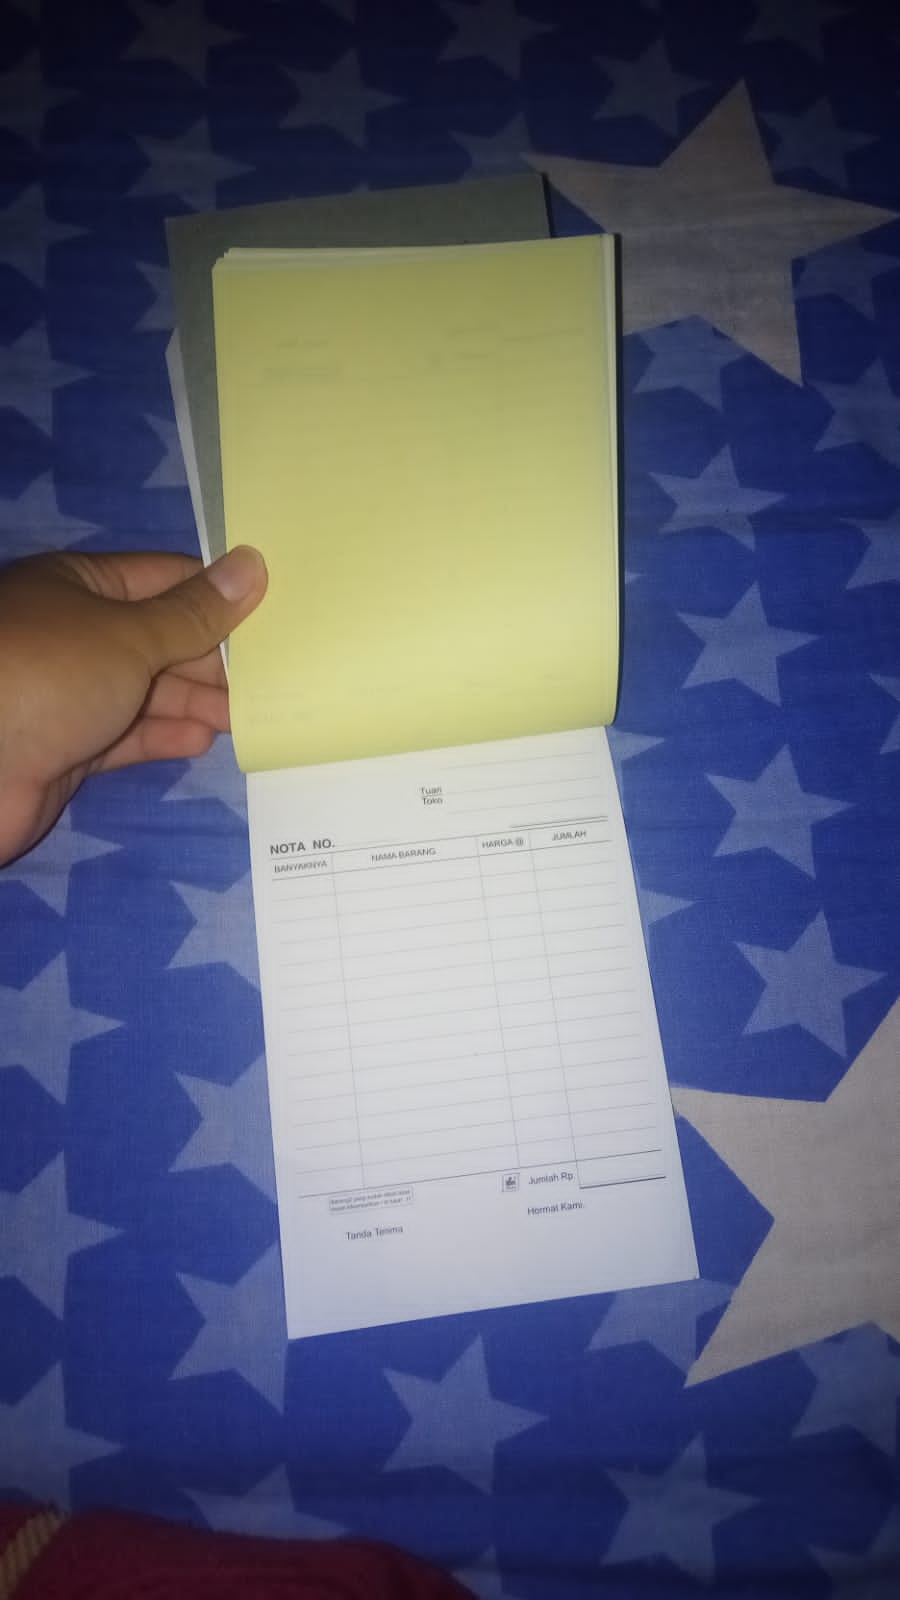 Tuan
Toko
NOTA NO.
BANYAKNYA NAMA BARANG HARGA @ JUMLAH
Jumlah Rp
Tanda Terima Hormat Kami,